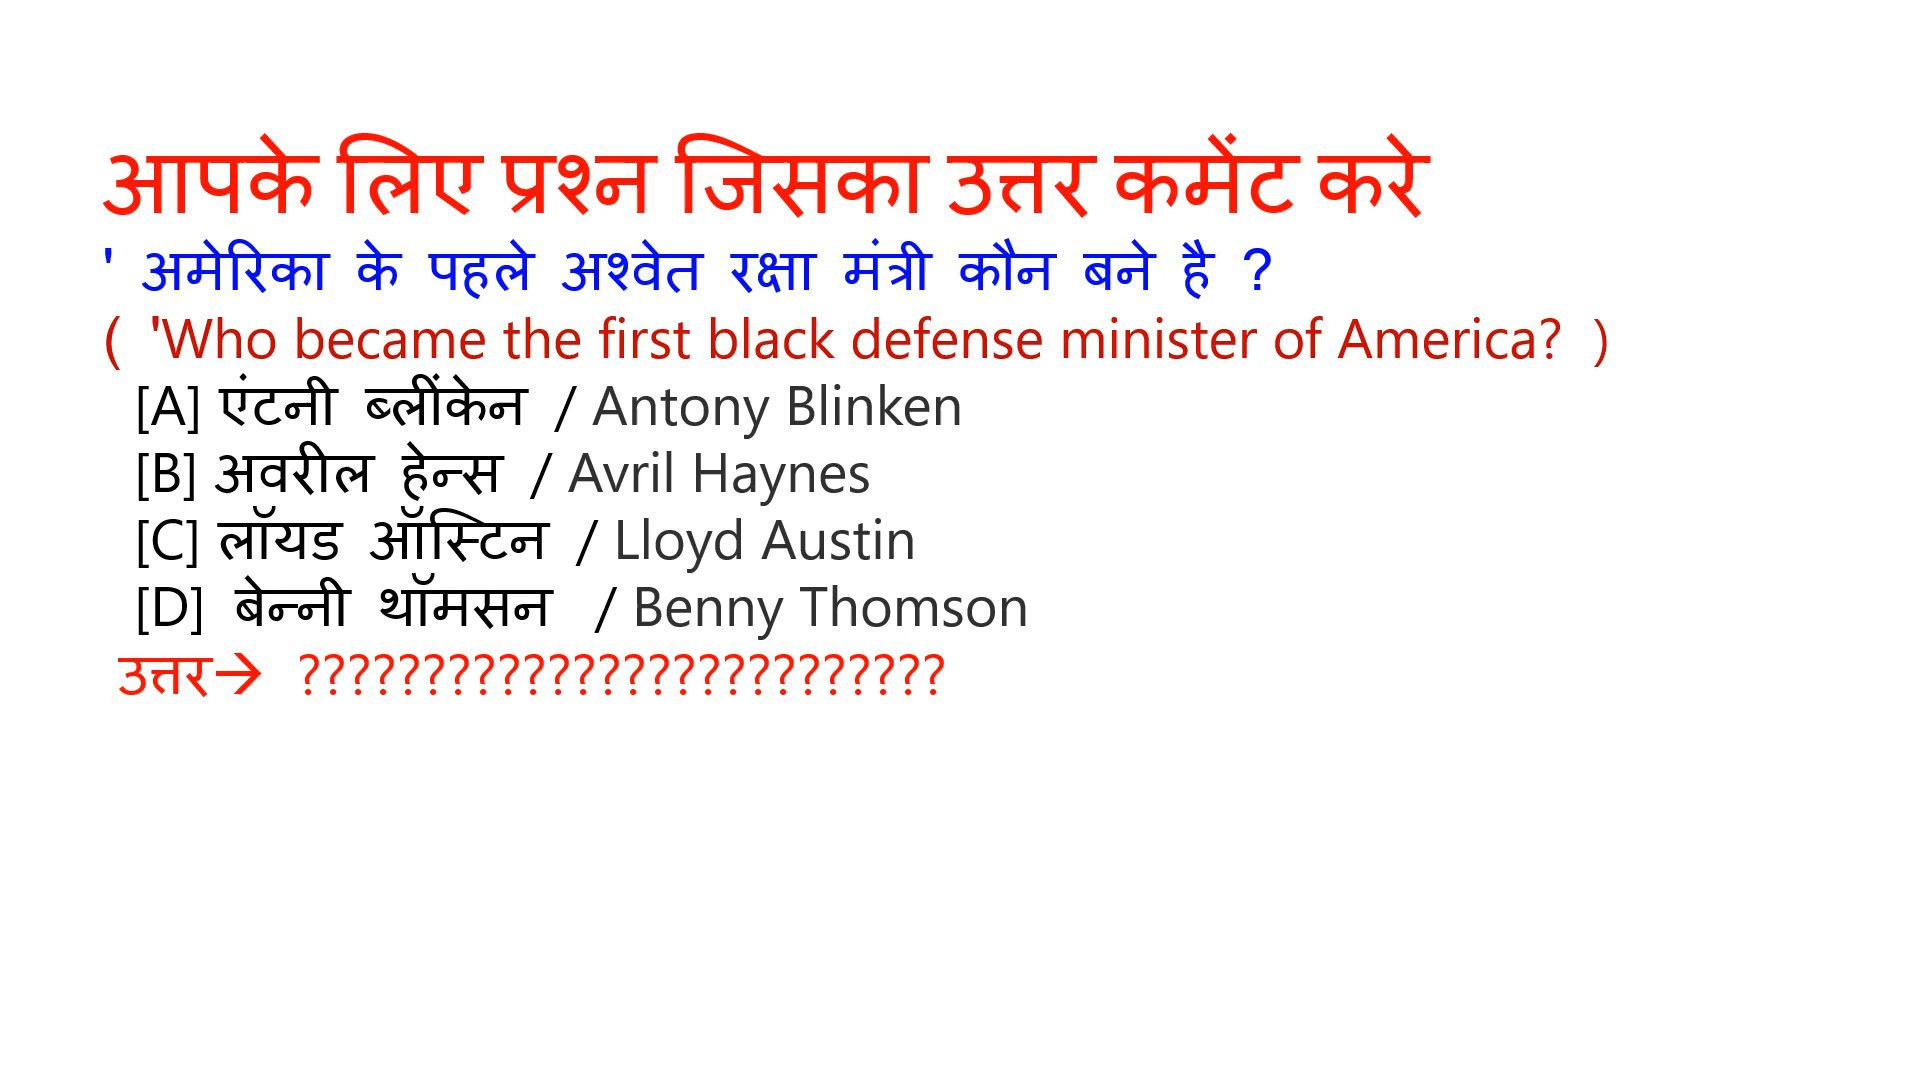 आपके लिए प्रश्न जिसका उत्तर कमेंट करे
' अमेरिका के पहले अश्वेत रक्षा मंत्री कौन बने है ?
( 'Who became the first black defense minister of America? )
[A] एंटनी ब्लींकेन / Antony Blinken
[B] अवरील हेन्स / Avril Haynes
[C] लॉयड ऑस्टिन / Lloyd Austin
[D] बेन्नी थॉमसन / Benny Thomson
उत्तर→ ??????????????????????????